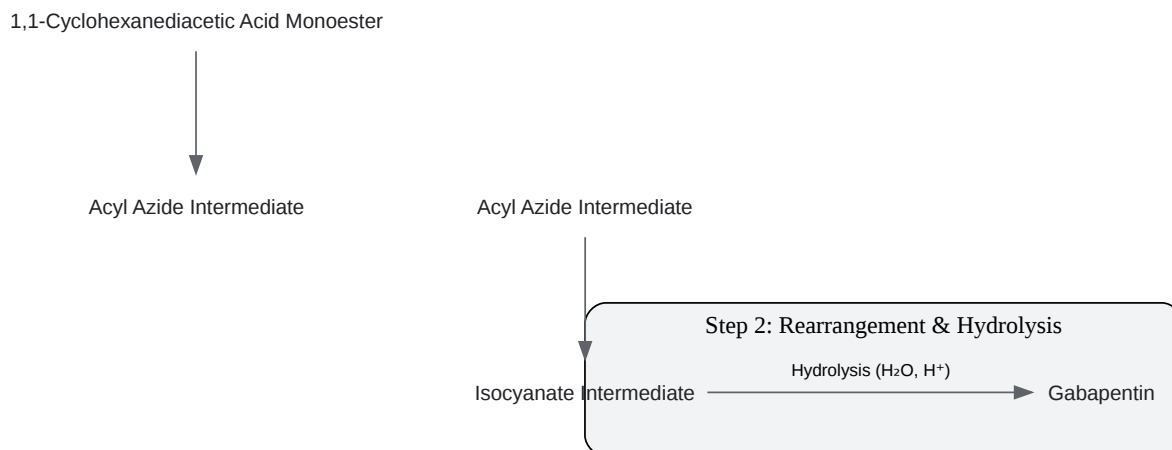 1,1-Cyclohexanediacetic Acid Monoester
Acyl Azide Intermediate
Acyl Azide Intermediate
Step 2: Rearrangement & Hydrolysis
Hydrolysis (H₂O, H⁺)
Isocyanate Intermediate
Gabapentin